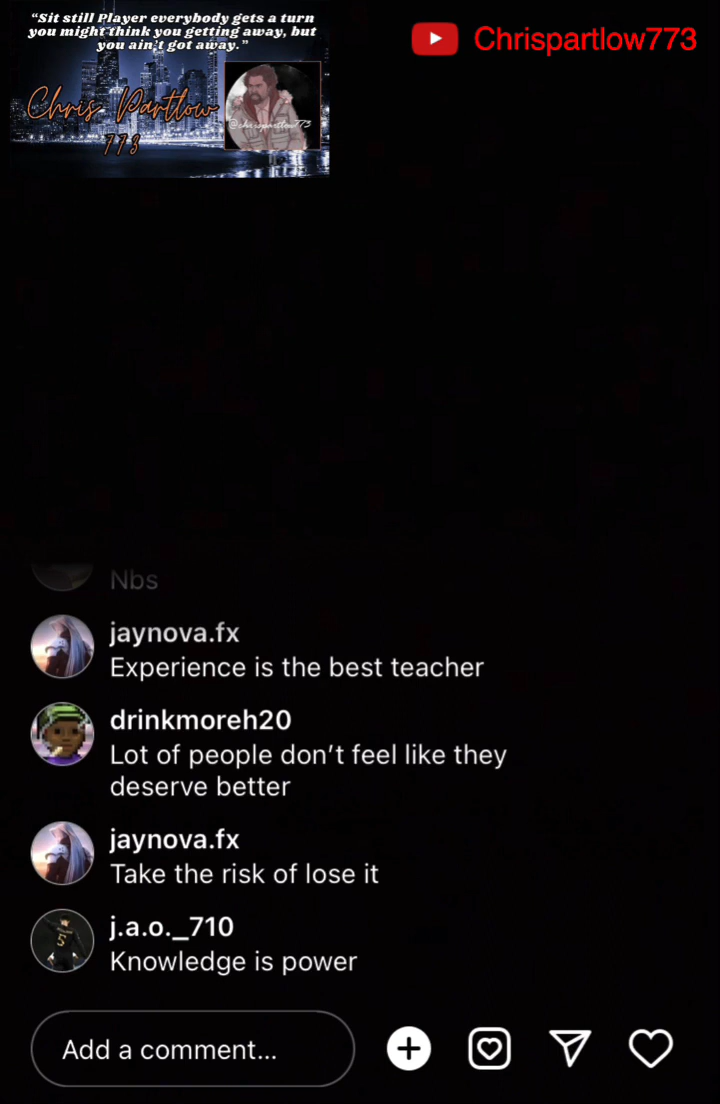 “Sit still Player everybody gets a turn
you might think you getting away, but
you ain't got away.”
Chris Partlow
773
@chrispartlow773
Chrispartlow773
Nbs
jaynova.fx
Experience is the best teacher
drinkmoreh20
Lot of people don’t feel like they
deserve better
jaynova.fx
Take the risk of lose it
j.a.o._710
Knowledge is power
Add a comment...